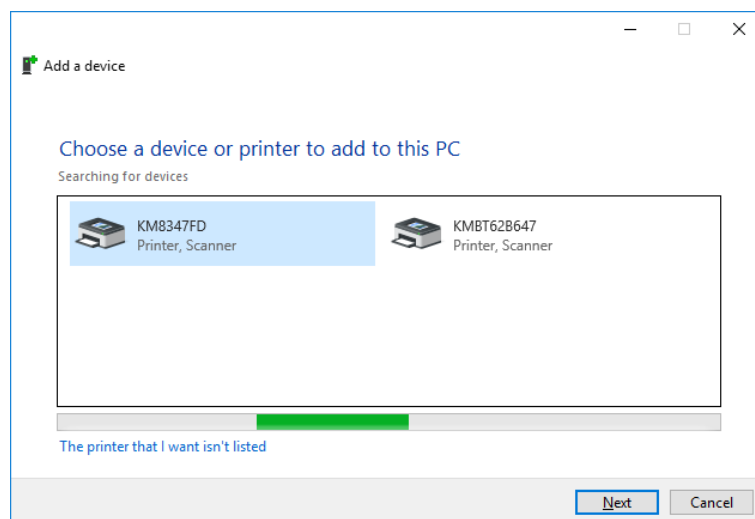 Add a device
Choose a device or printer to add to this PC
Searching for devices
KM8347FD
Printer, Scanner
KMBT62B647
Printer, Scanner
The printer that I want isn't listed
Next
Cancel